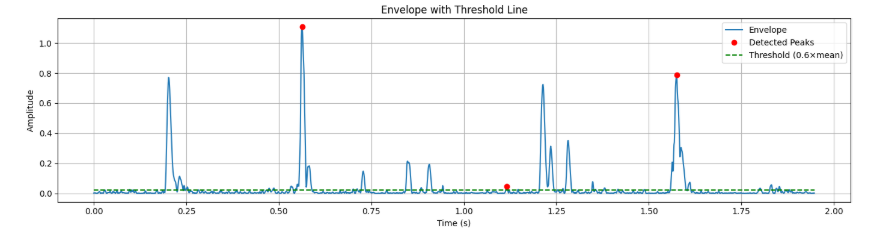 Envelope with Threshold Line
Envelope
Detected Peaks
Threshold (0.6×mean)
Amplitude
1.0
0.8
0.6
0.4
0.2
0.0
0.00 0.25 0.50 0.75 1.00 1.25 1.50 1.75 2.00
Time (s)